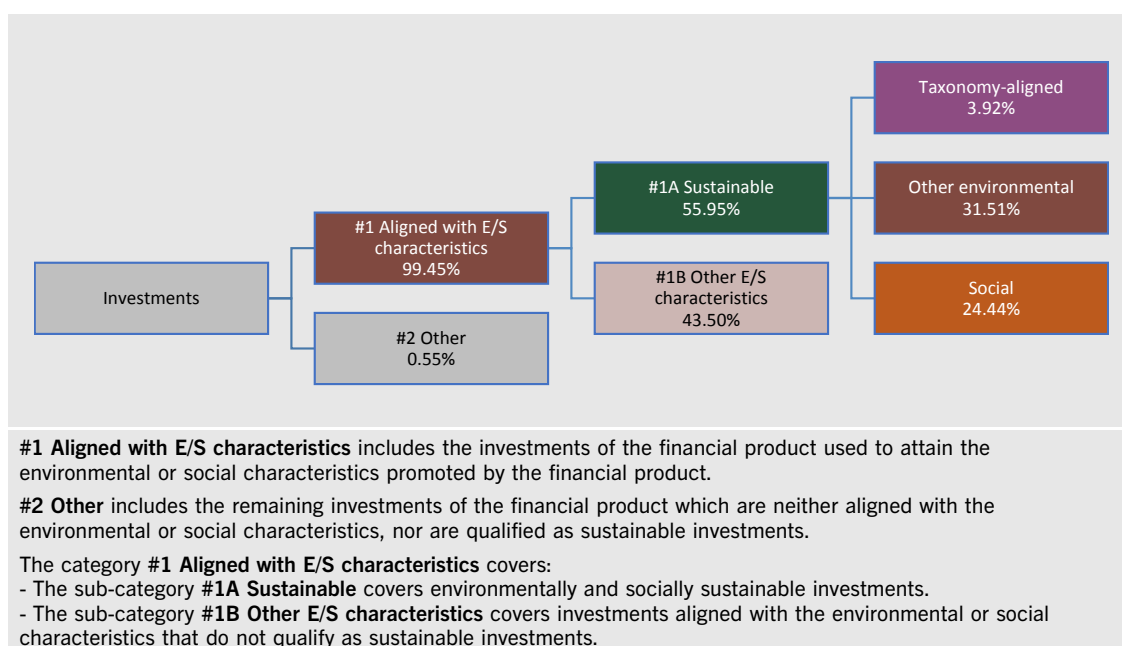 Taxonomy-aligned
3.92%
#1A Sustainable
55.95%
Other environmental
31.51%
#1 Aligned with E/S
characteristics
99.45%
Investments
#1B Other E/S
characteristics
43.50%
Social
24.44%
#2 Other
0.55%
#1 Aligned with E/S characteristics includes the investments of the financial product used to attain the
environmental or social characteristics promoted by the financial product.
#2 Other includes the remaining investments of the financial product which are neither aligned with the
environmental or social characteristics, nor are qualified as sustainable investments.
The category #1 Aligned with E/S characteristics covers:
- The sub-category #1A Sustainable covers environmentally and socially sustainable investments.
- The sub-category #1B Other E/S characteristics covers investments aligned with the environmental or social
characteristics that do not qualify as sustainable investments.